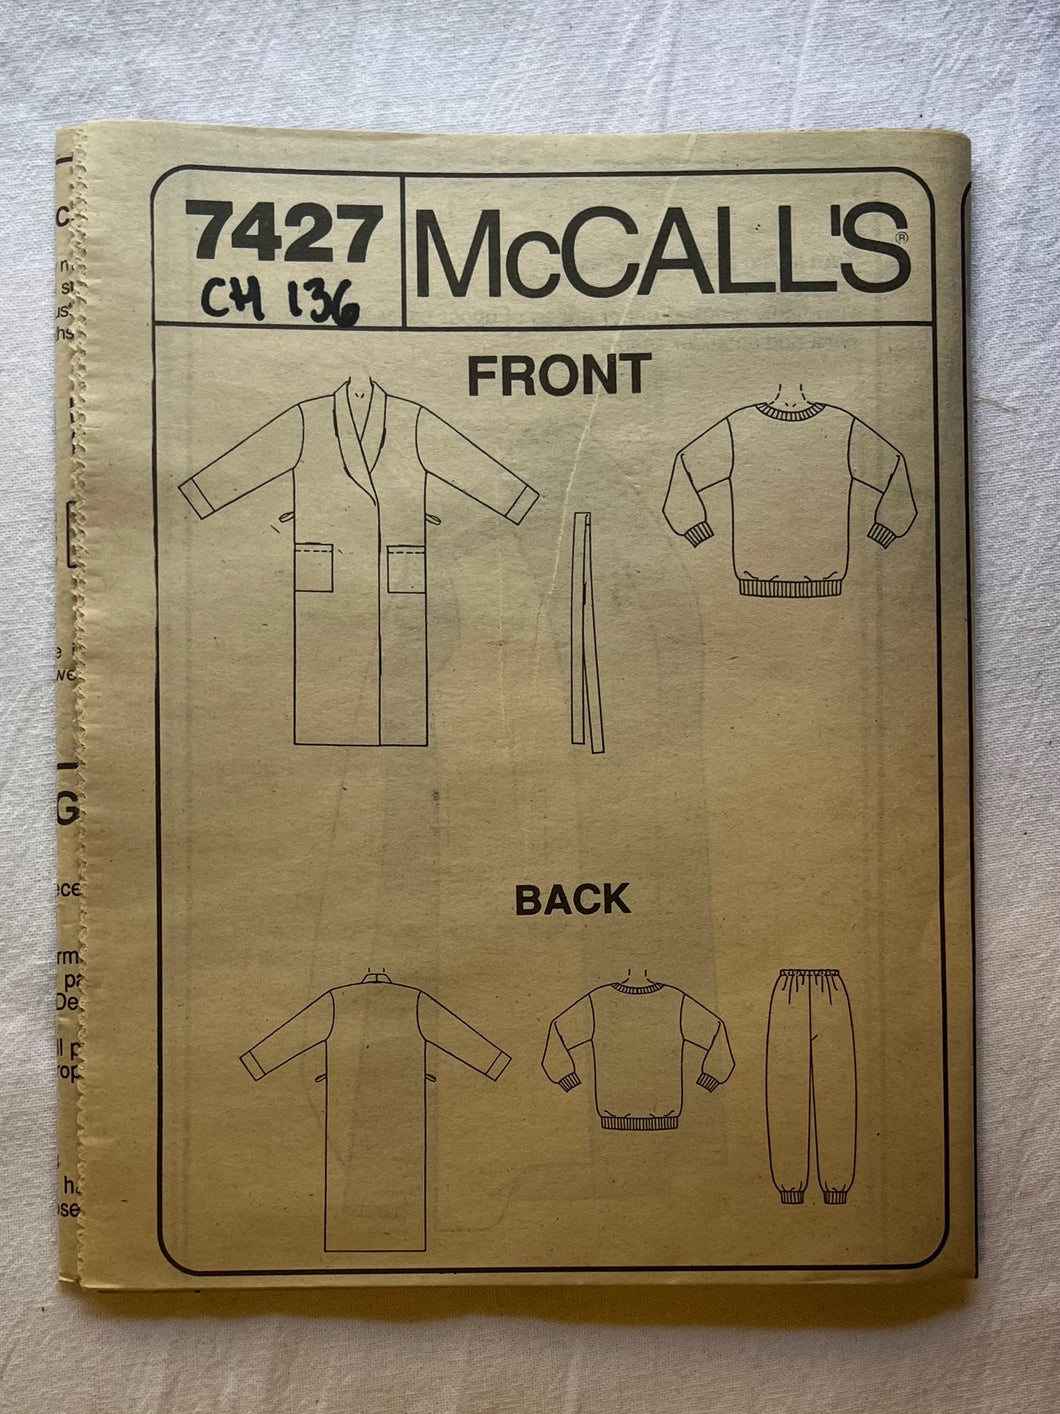 7427
CH 136
McCALL'S®
FRONT
BACK